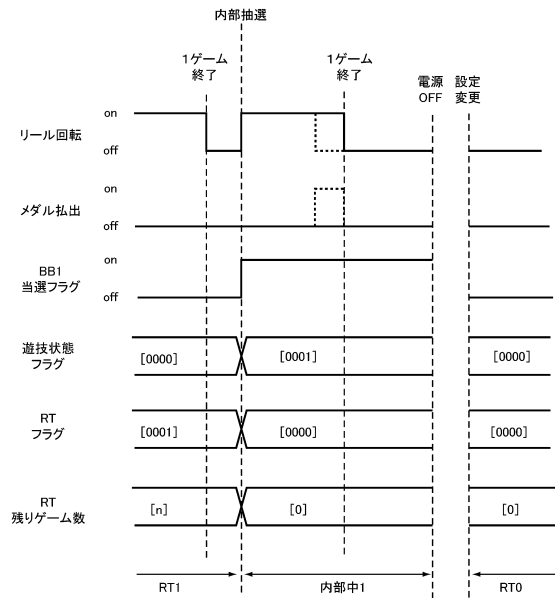 内部抽選
1ゲーム
終了
1ゲーム
終了
電源
OFF
設定
変更
リール回転
on
off
メダル払出
on
off
BB1
当選フラグ
on
off
遊技状態
フラグ
[0000]
[0001]
[0000]
RT
フラグ
[0001]
[0000]
[0000]
RT
残りゲーム数
[n]
[0]
[0]
RT1
内部中1
RT0